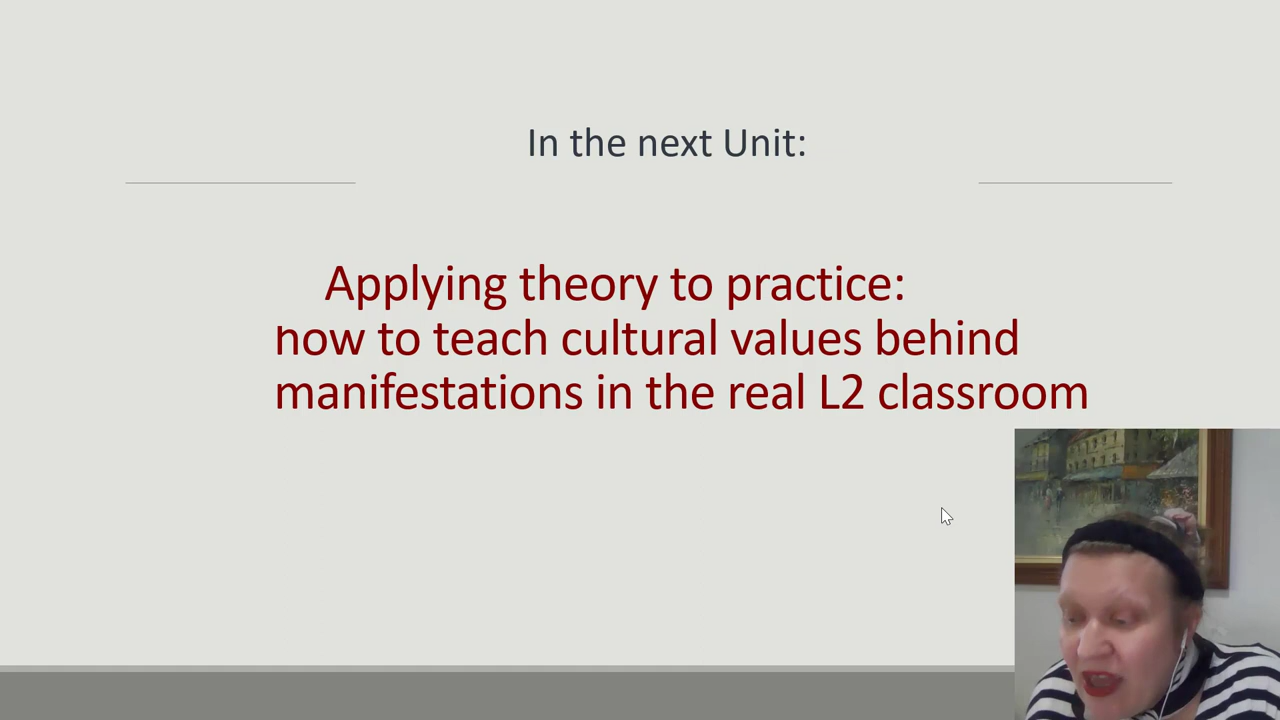 In the next Unit:
Applying theory to practice:
how to teach cultural values behind
manifestations in the real L2 classroom